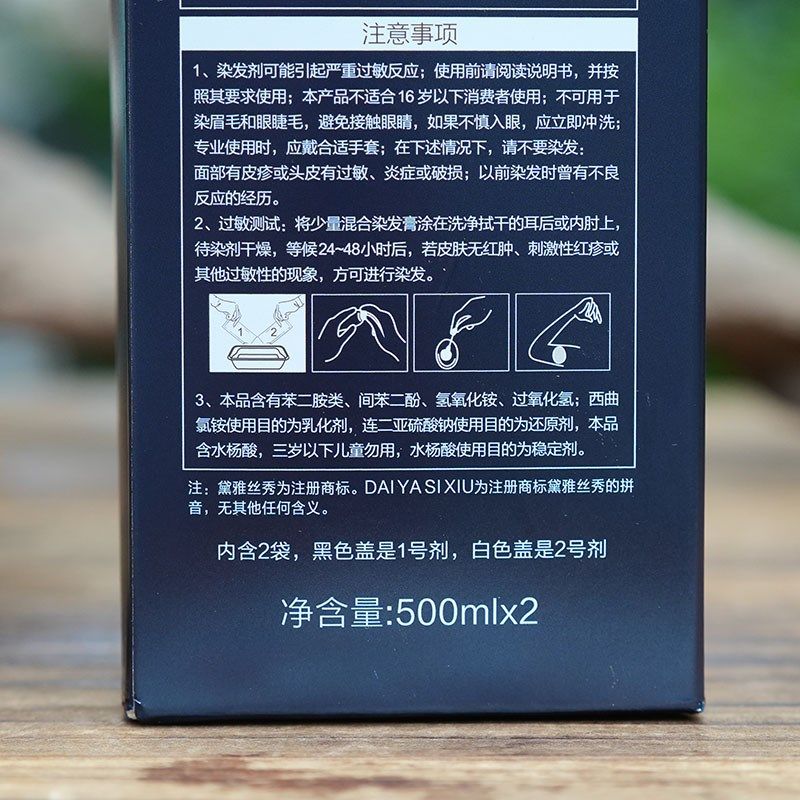 注意事项
1、染发剂可能引起严重过敏反应；使用前请阅读说明书，并按
照其要求使用；本产品不适合16岁以下消费者使用；不可用于
染眉毛和眼睫毛，避免接触眼睛，如果不慎入眼，应立即冲洗；
专业使用时，应戴合适手套；在下述情况下，请不要染发：
面部有皮疹或头皮有过敏、炎症或破损；以前染发时曾有不良
反应的经历。
2、过敏测试：将少量混合染发膏涂在洗净拭干的耳后或内肘上，
待染剂干燥，等候24~48小时后，若皮肤无红肿、刺激性红疹或
其他过敏性的现象，方可进行染发。
1 2
3、本品含有苯二胺类、间苯二酚、氢氧化铵、过氧化氢；西曲
氯铵使用目的为乳化剂，连二亚硫酸钠使用目的为还原剂，本品
含水杨酸，三岁以下儿童勿用，水杨酸使用目的为稳定剂。
注：黛雅丝秀为注册商标。DAIYASIXIU为注册商标黛雅丝秀的拼
音，无其他任何含义。
内含2袋，黑色盖是1号剂，白色盖是2号剂
净含量:500mlx2